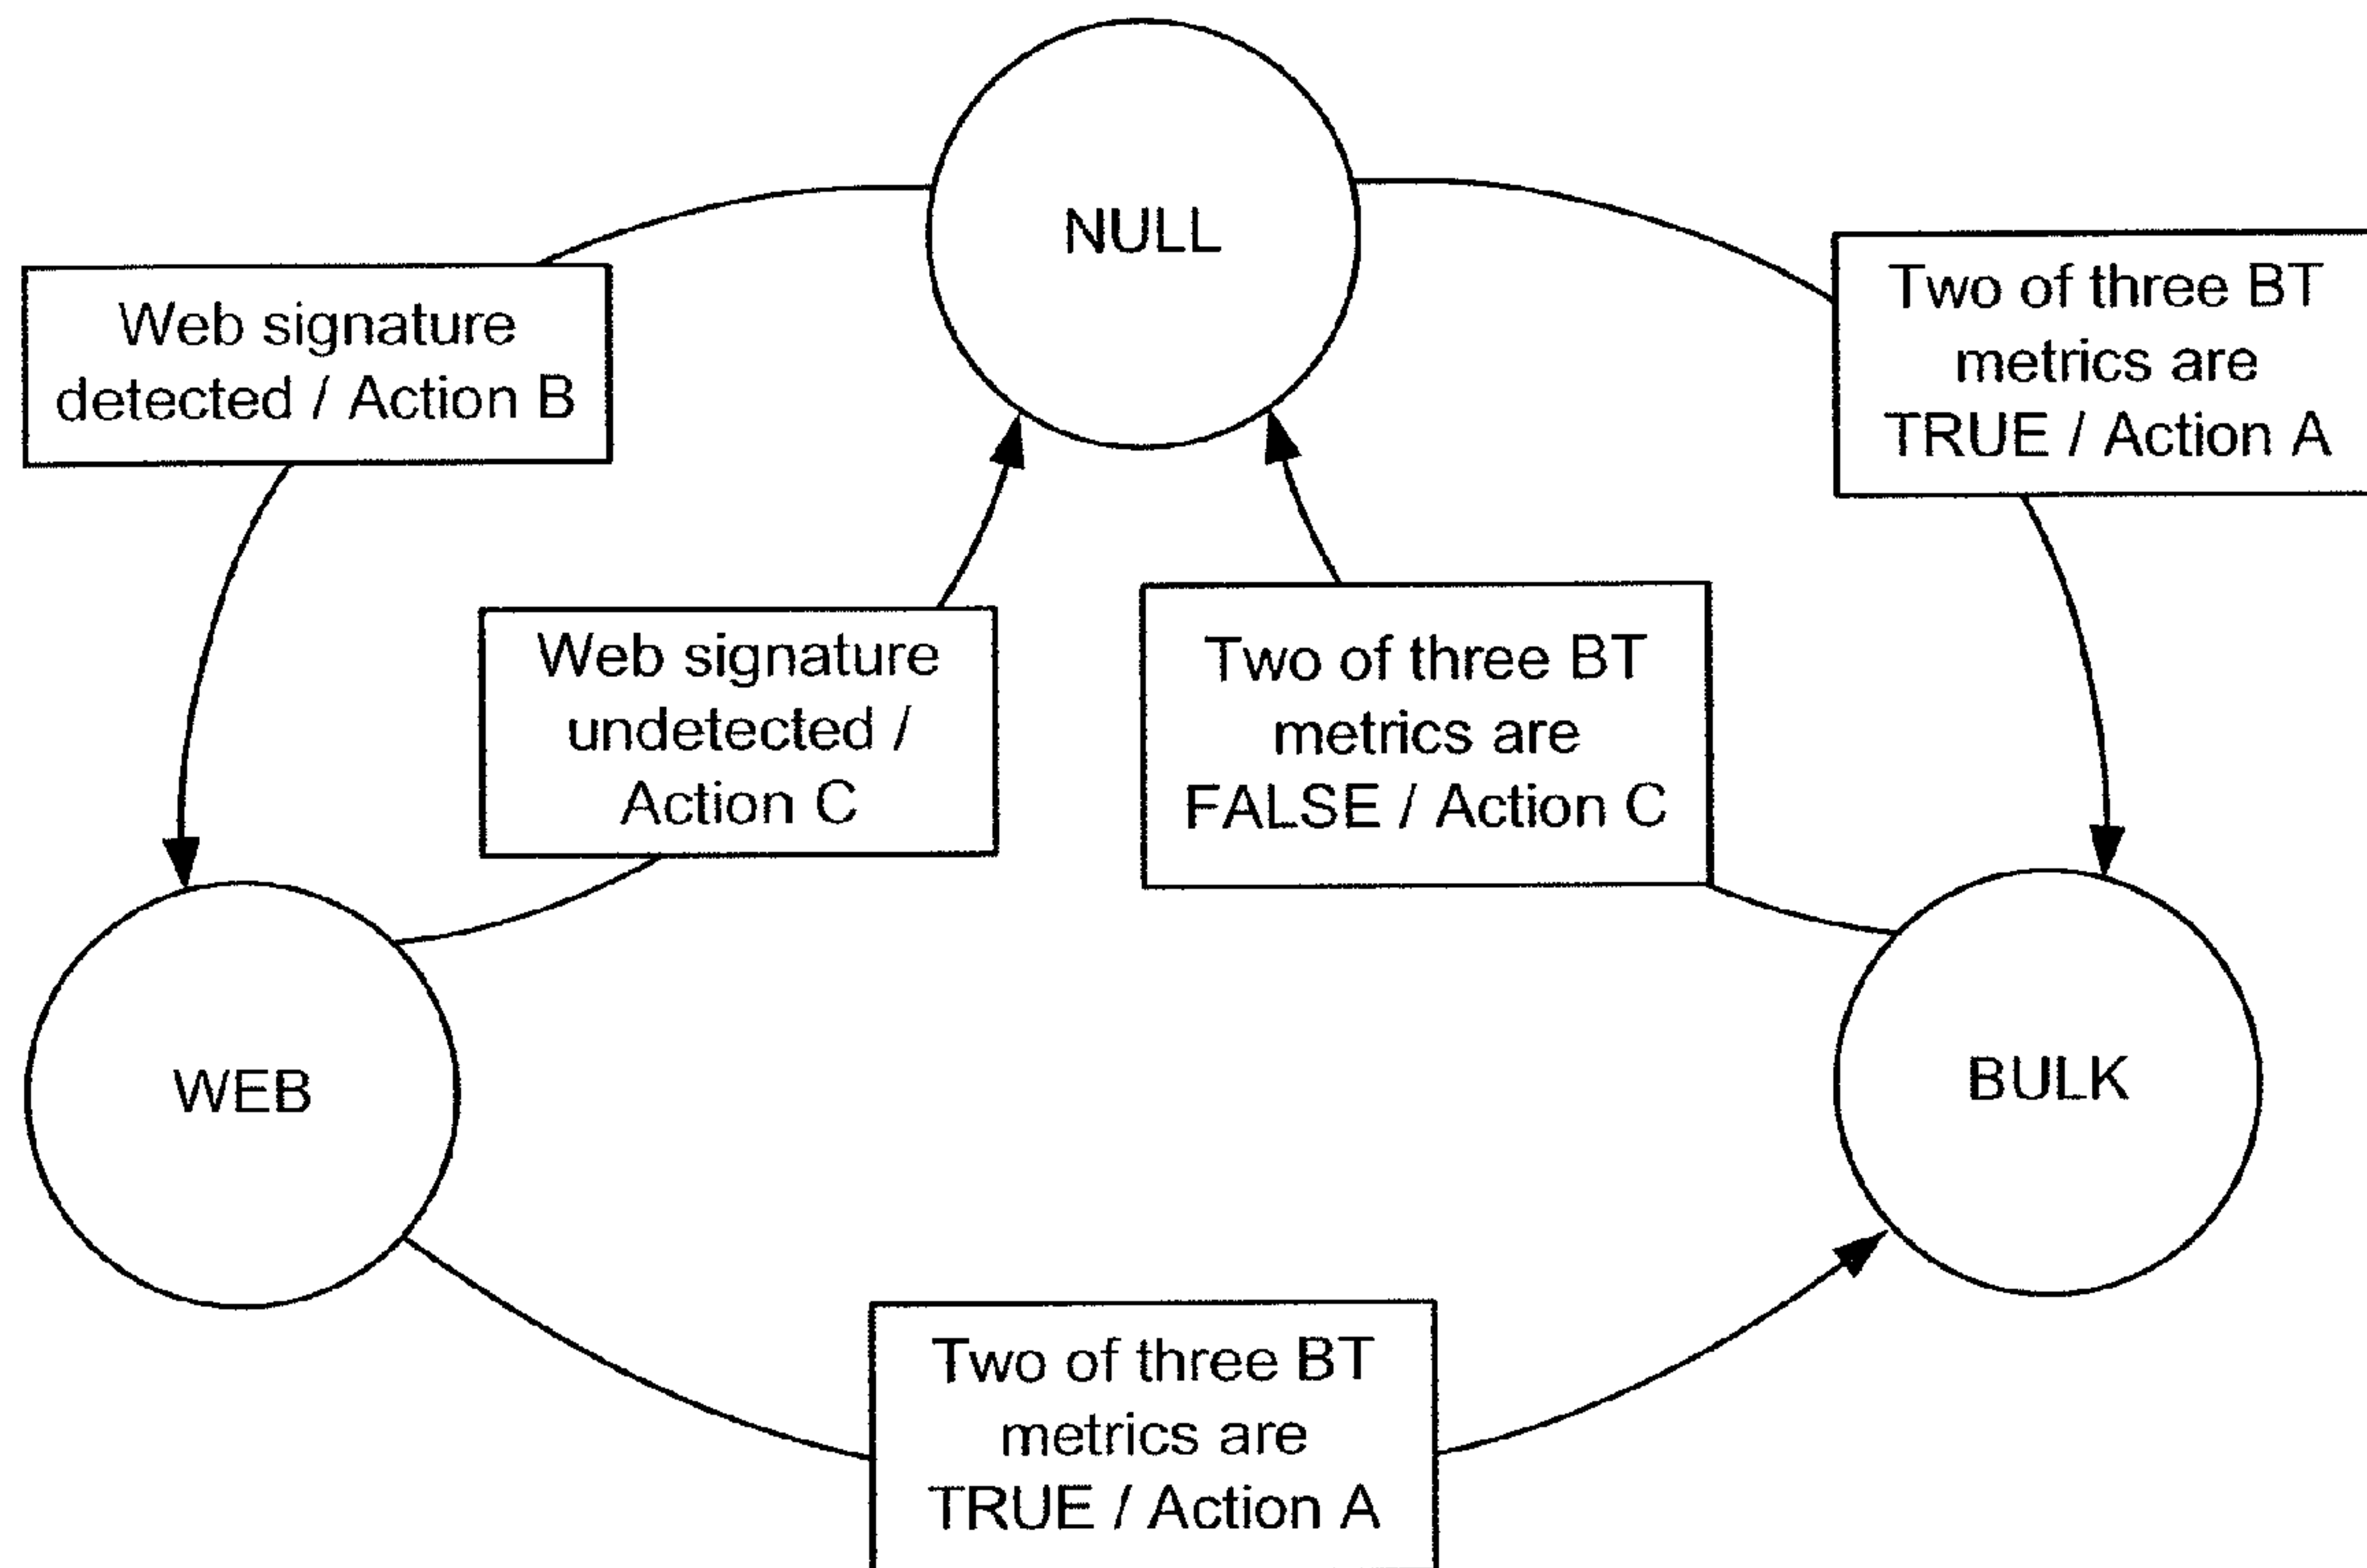 NULL
Web signature
detected / Action B
Two of three BT
metrics are
TRUE / Action A
Web signature
undetected /
Action C
Two of three BT
metrics are
FALSE / Action C
WEB
BULK
Two of three BT
metrics are
TRUE / Action A